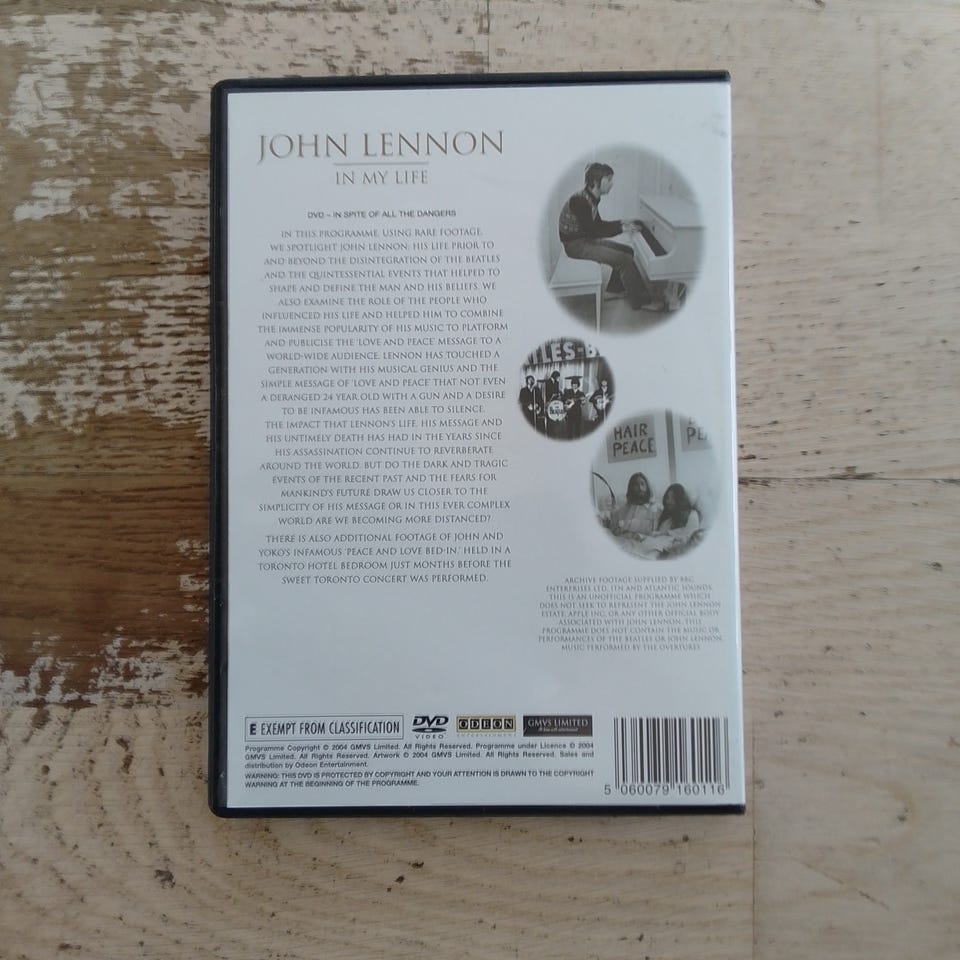 JOHN LENNON
IN MY LIFE
DVD – IN SPITE OF ALL THE DANGERS
IN THIS PROGRAMME, USING RARE FOOTAGE,
WE SPOTLIGHT JOHN LENNON; HIS LIFE PRIOR TO
AND BEYOND THE DISINTEGRATION OF THE BEATLES
AND THE QUINTESSENTIAL EVENTS THAT HELPED TO
SHAPE AND DEFINE THE MAN AND HIS BELIEFS. WE
ALSO EXAMINE THE ROLE OF THE PEOPLE WHO
INFLUENCED HIS LIFE AND HELPED HIM TO COMBINE
THE IMMENSE POPULARITY OF HIS MUSIC TO PLATFORM
AND PUBLICISE THE 'LOVE AND PEACE' MESSAGE TO A
WORLD-WIDE AUDIENCE. LENNON HAS TOUCHED A
GENERATION WITH HIS MUSICAL GENIUS AND THE
SIMPLE MESSAGE OF 'LOVE AND PEACE' THAT NOT EVEN
A DERANGED 24 YEAR OLD WITH A GUN AND A DESIRE
TO BE INFAMOUS HAS BEEN ABLE TO SILENCE.
THE IMPACT THAT LENNON'S LIFE, HIS MESSAGE AND
HIS UNTIMELY DEATH HAS HAD IN THE YEARS SINCE
HIS ASSASSINATION CONTINUE TO REVERBERATE
AROUND THE WORLD. BUT DO THE DARK AND TRAGIC
EVENTS OF THE RECENT PAST AND THE FEARS FOR
MANKIND'S FUTURE DRAW US CLOSER TO THE
SIMPLICITY OF HIS MESSAGE OR IN THIS EVER COMPLEX
WORLD ARE WE BECOMING MORE DISTANCED?
THERE IS ALSO ADDITIONAL FOOTAGE OF JOHN AND
YOKO'S INFAMOUS 'PEACE AND LOVE BED-IN,' HELD IN A
TORONTO HOTEL BEDROOM JUST MONTHS BEFORE THE
SWEET TORONTO CONCERT WAS PERFORMED.
TLES-B
THE BEATLES
HAIR
PEACE
PE
ARCHIVE FOOTAGE SUPPLIED BY BBC
ENTERPRISES LTD, ITN AND ATLANTIC SOUNDS.
THIS IS AN UNOFFICIAL PROGRAMME WHICH
DOES NOT SEEK TO REPRESENT THE JOHN LENNON
ESTATE, APPLE INC, OR ANY OTHER OFFICIAL BODY
ASSOCIATED WITH JOHN LENNON. THIS
PROGRAMME DOES NOT CONTAIN THE MUSIC OR
PERFORMANCES OF THE BEATLES OR JOHN LENNON.
MUSIC PERFORMED BY THE OVERTURES
E EXEMPT FROM CLASSIFICATION
DVD VIDEO
ODEON ENTERTAINMENT
GMVS LIMITED
Programme Copyright © 2004 GMVS Limited. All Rights Reserved. Programme under Licence © 2004
GMVS Limited. All Rights Reserved. Artwork © 2004 GMVS Limited. Sales and
distribution by Odeon Entertainment.
WARNING: THIS DVD IS PROTECTED BY COPYRIGHT AND YOUR ATTENTION IS DRAWN TO THE COPYRIGHT
WARNING AT THE BEGINNING OF THE PROGRAMME.
5 060079 160116